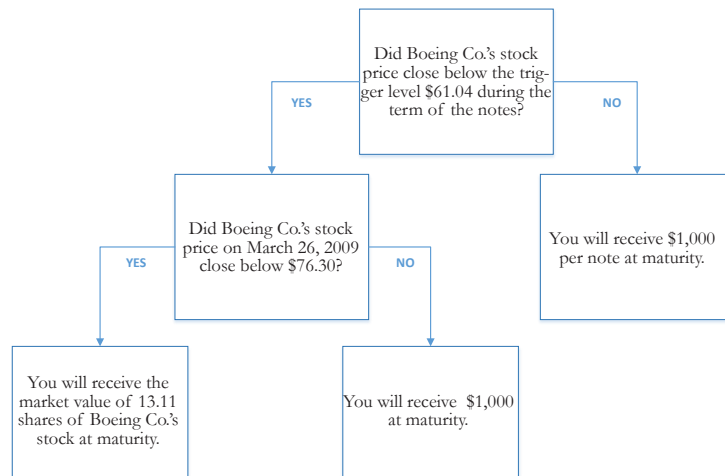 Did Boeing Co.'s stock
price close below the trig-
ger level $61.04 during the
term of the notes?
YES
NO
Did Boeing Co.'s stock
price on March 26, 2009
close below $76.30?
You will receive $1,000
per note at maturity.
YES
NO
You will receive the
market value of 13.11
shares of Boeing Co.'s
stock at maturity.
You will receive $1,000
at maturity.